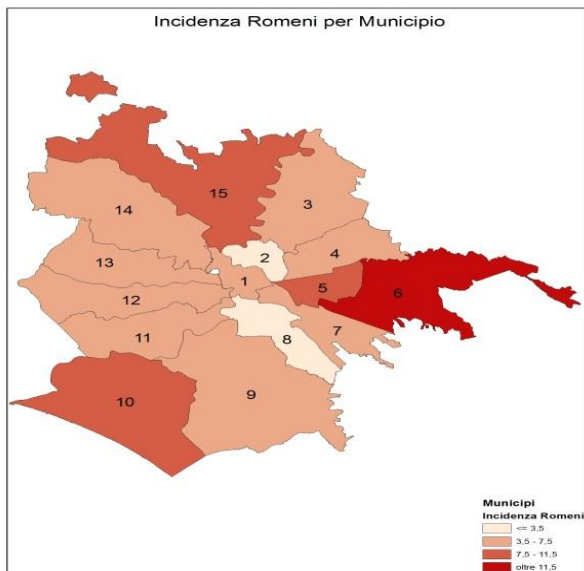 Incidenza Romeni per Municipio
15
3
14
2
4
13
1
5
6
12
7
11
8
10
9
Municipi
Incidenza Romeni
<= 3,5
3,5 - 7,5
7,5 - 11,5
oltre 11,5